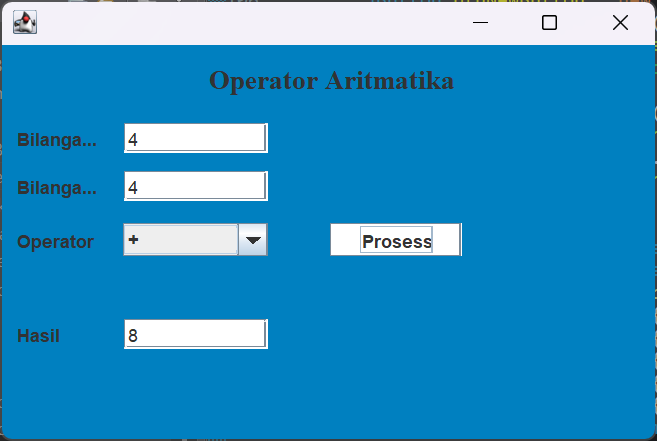 Operator Aritmatika
Bilanga... 4
Bilanga... 4
Operator + Prosess
Hasil 8